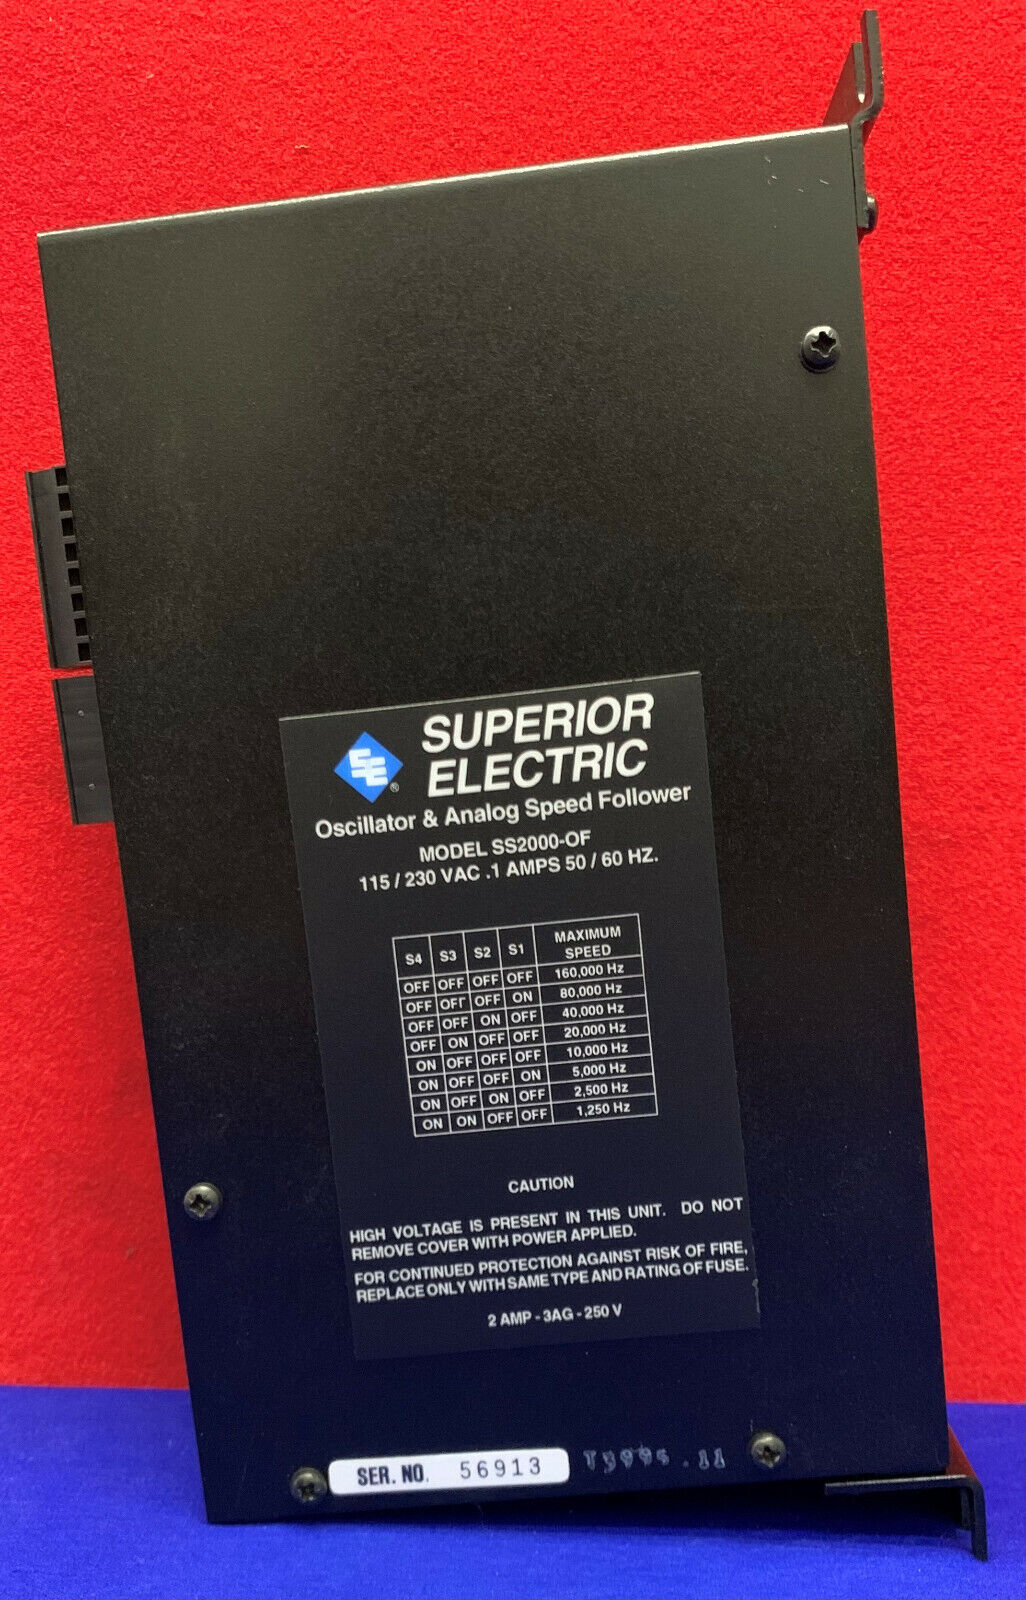 SE
®
SUPERIOR
ELECTRIC
Oscillator & Analog Speed Follower
MODEL SS2000-OF
115 / 230 VAC .1 AMPS 50 / 60 HZ.
S4 S3 S2 S1 MAXIMUM SPEED
OFF OFF OFF OFF 160,000 Hz
OFF OFF OFF ON 80,000 Hz
OFF OFF ON OFF 40,000 Hz
OFF ON OFF OFF 20,000 Hz
ON OFF OFF OFF 10,000 Hz
ON OFF OFF ON 5,000 Hz
ON OFF ON OFF 2,500 Hz
ON ON OFF OFF 1,250 Hz
CAUTION
HIGH VOLTAGE IS PRESENT IN THIS UNIT. DO NOT
REMOVE COVER WITH POWER APPLIED.
FOR CONTINUED PROTECTION AGAINST RISK OF FIRE,
REPLACE ONLY WITH SAME TYPE AND RATING OF FUSE.
2 AMP - 3AG - 250 V
SER. NO. 56913